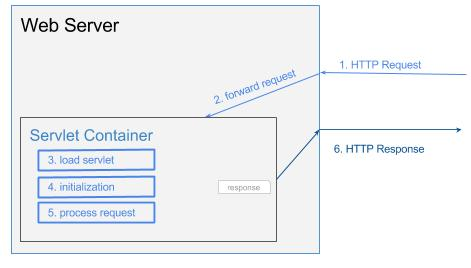 Web Server
1. HTTP Request
2. forward request
Servlet Container
3. load servlet
4. initialization
5. process request
response
6. HTTP Response